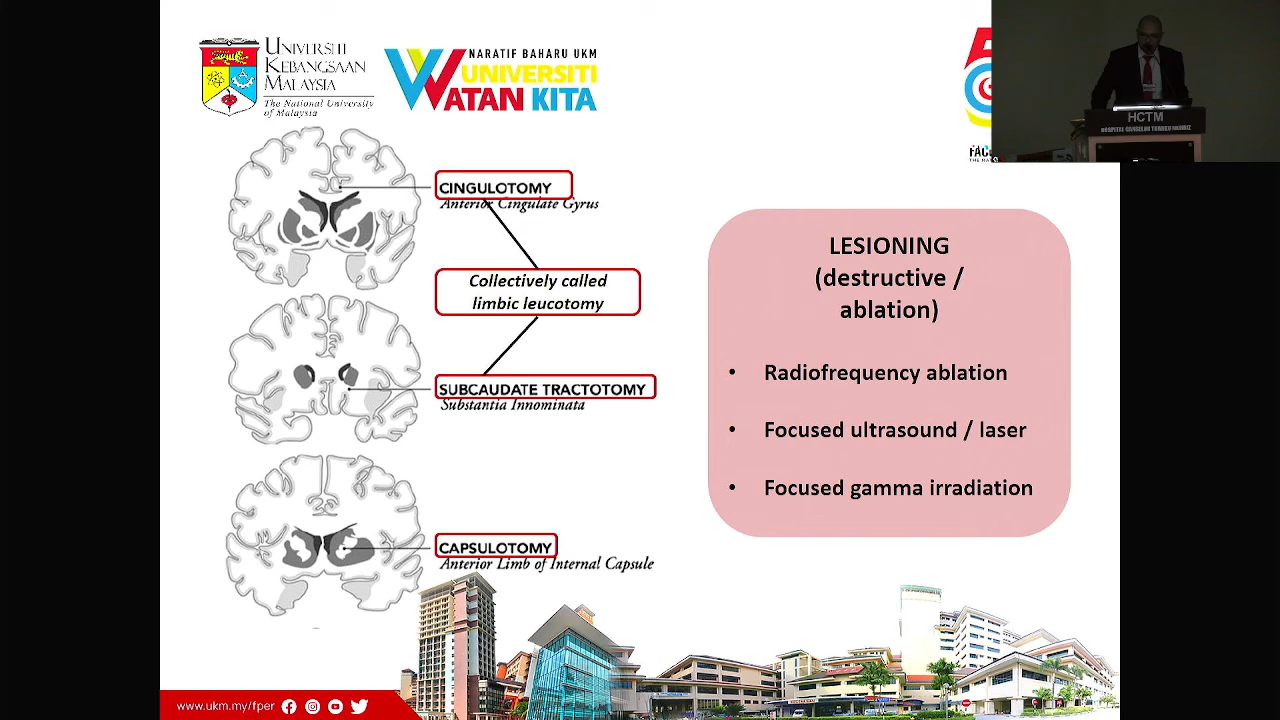 UNIVERSITI
KEBANGSAAN
MALAYSIA
The National University
of Malaysia
NARATIF BAHARU UKM
UNIVERSITI
WATAN KITA
HCTM
CINGULOTOMY
Anterior Cingulate Gyrus
Collectively called
limbic leucotomy
SUBCAUDATE TRACTOTOMY
Substantia Innominata
CAPSULOTOMY
Anterior Limb of Internal Capsule
LESIONING
(destructive /
ablation)
• Radiofrequency ablation
• Focused ultrasound / laser
• Focused gamma irradiation
www.ukm.my/fper